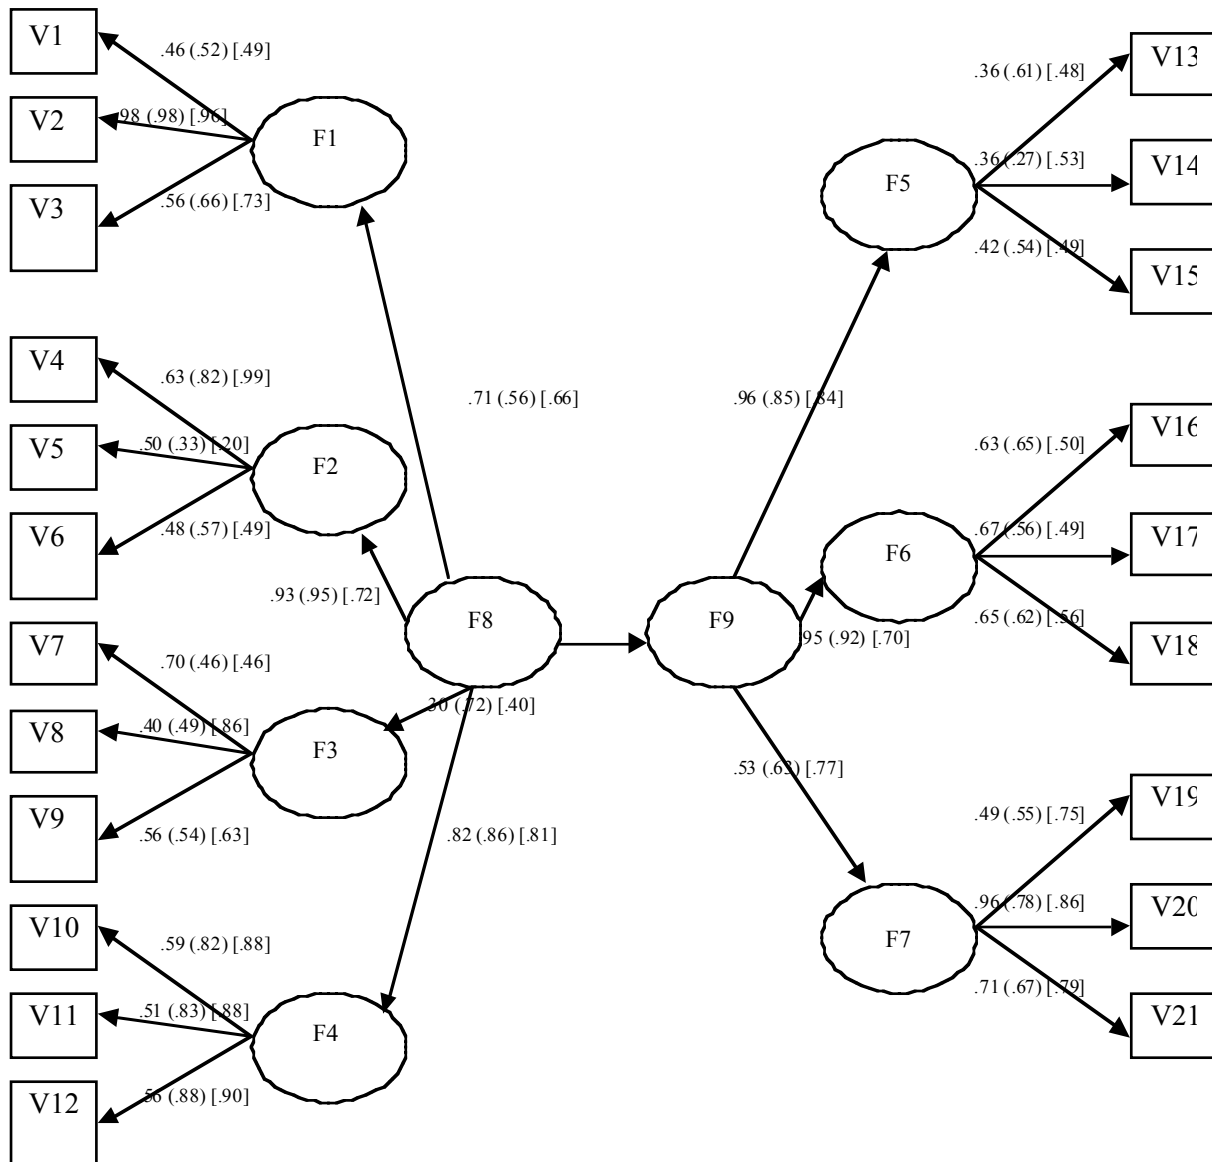 V1
.46 (.52) [.49]
V2
.98 (.98) [.96]
F1
V3
.56 (.66) [.73]
V4
.63 (.82) [.99]
V5
.50 (.33) [.20]
F2
V6
.48 (.57) [.49]
V7
.70 (.46) [.46]
V8
.40 (.49) [.86]
F3
V9
.56 (.54) [.63]
V10
.59 (.82) [.88]
V11
.51 (.83) [.88]
F4
V12
.56 (.88) [.90]
.71 (.56) [.66]
.93 (.95) [.72]
F8
.30 (.72) [.40]
.82 (.86) [.81]
F9
.96 (.85) [.84]
.95 (.92) [.70]
.53 (.63) [.77]
F5
.36 (.61) [.48]
V13
.36 (.27) [.53]
V14
.42 (.54) [.49]
V15
F6
.63 (.65) [.50]
V16
.67 (.56) [.49]
V17
.65 (.62) [.56]
V18
F7
.49 (.55) [.75]
V19
.96 (.78) [.86]
V20
.71 (.67) [.79]
V21